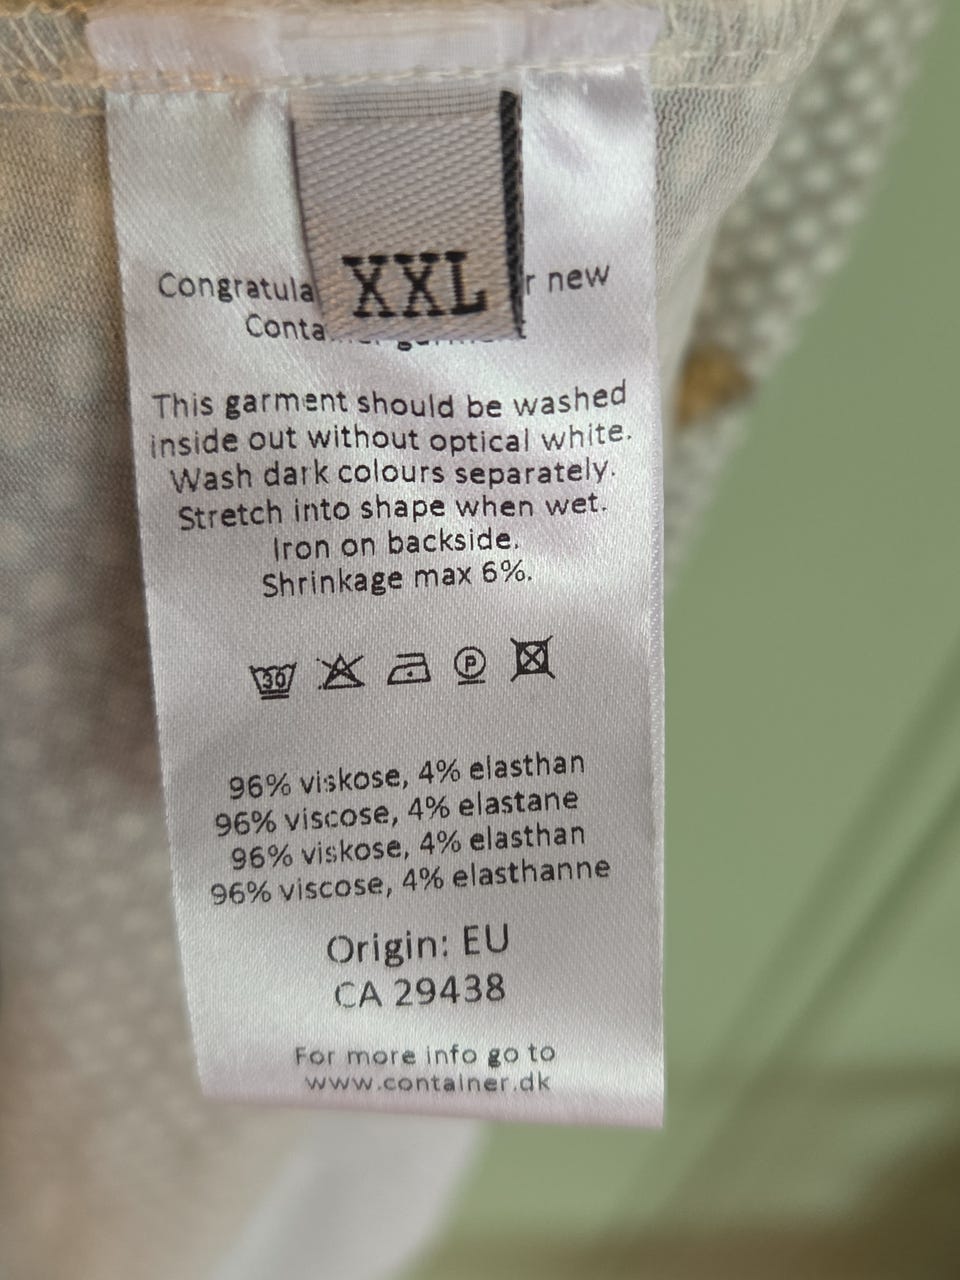 XXL
Congratula r new
Conta
This garment should be washed
inside out without optical white.
Wash dark colours separately.
Stretch into shape when wet.
Iron on backside.
Shrinkage max 6%.
30 P
96% viskose, 4% elasthan
96% viscose, 4% elastane
96% viskose, 4% elasthan
96% viscose, 4% elasthanne
Origin: EU
CA 29438
For more info go to
www.container.dk